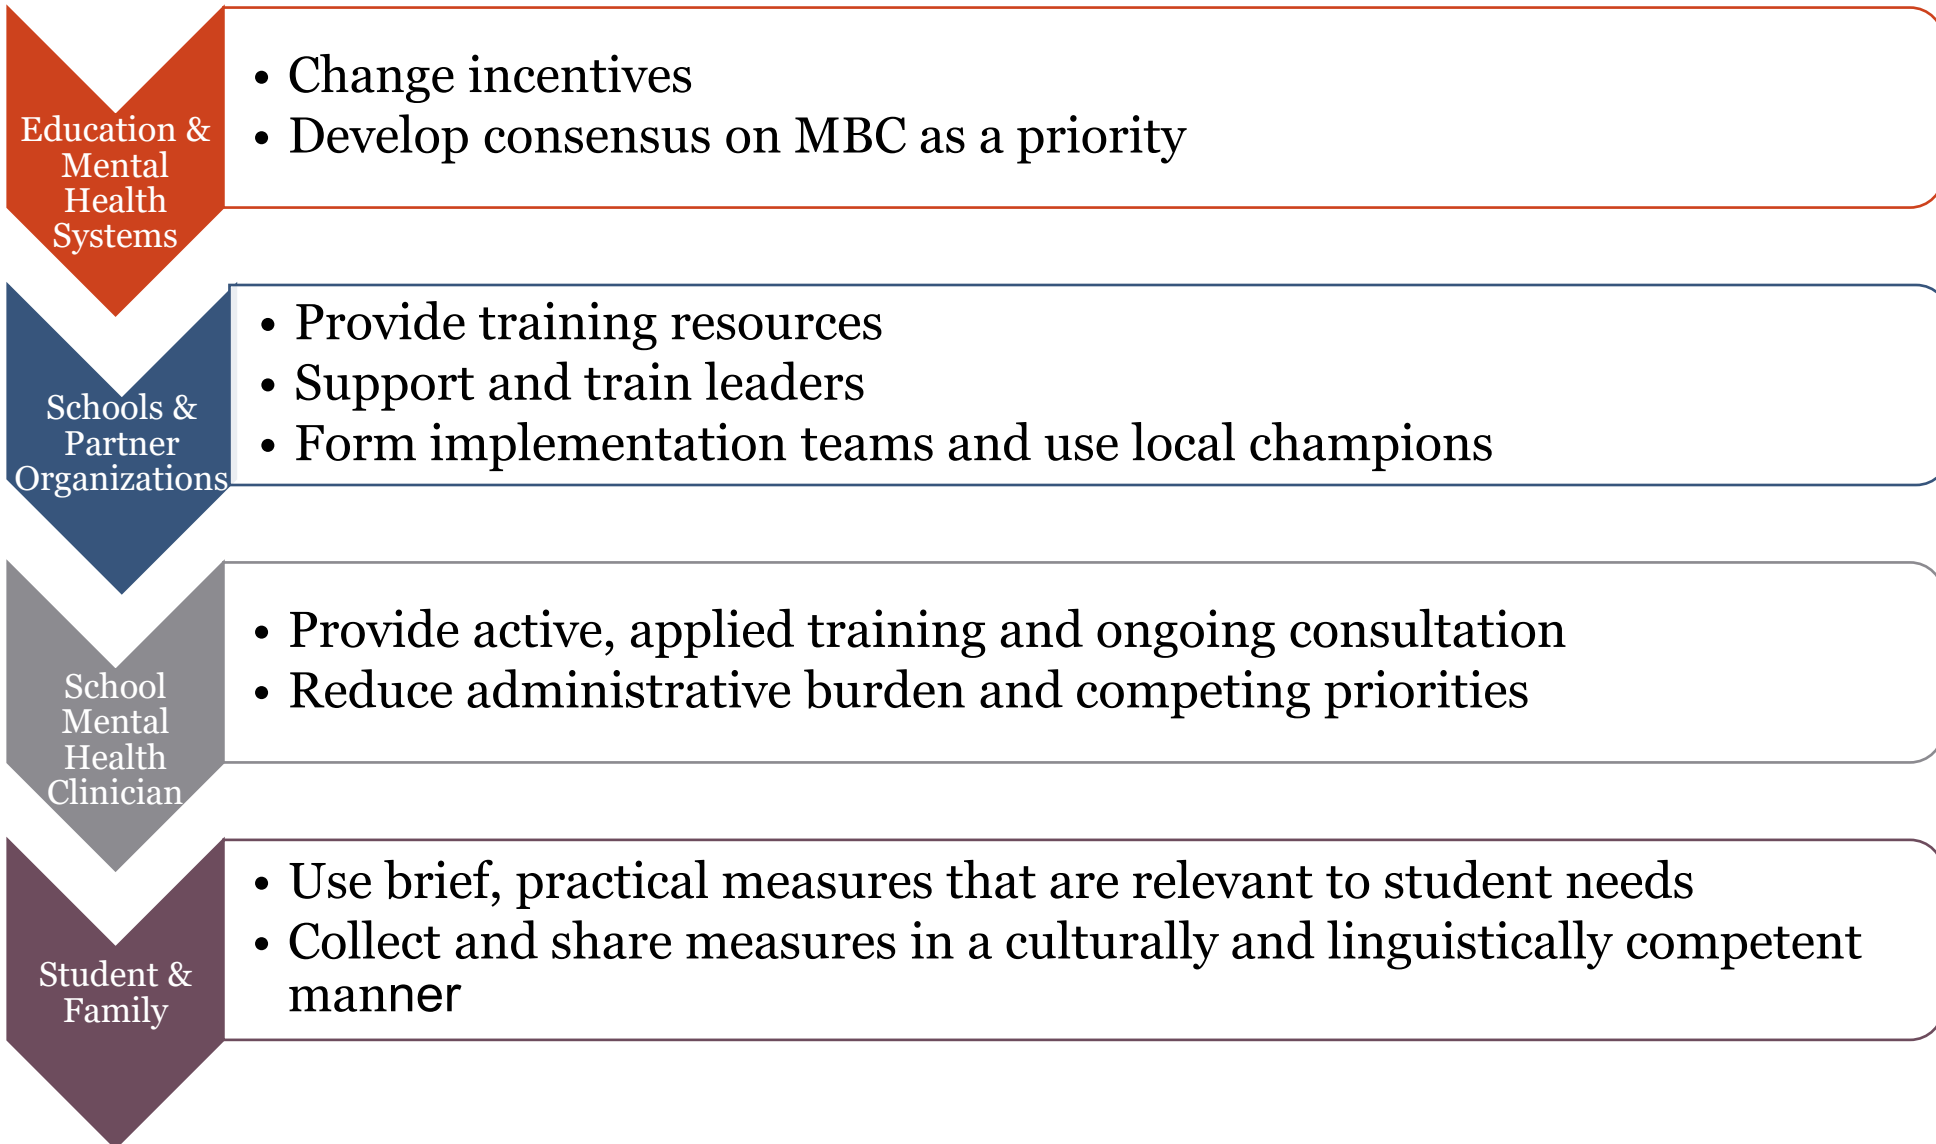 Education &
Mental
Health
Systems
• Change incentives
• Develop consensus on MBC as a priority
Schools &
Partner
Organizations
• Provide training resources
• Support and train leaders
• Form implementation teams and use local champions
School
Mental
Health
Clinician
• Provide active, applied training and ongoing consultation
• Reduce administrative burden and competing priorities
Student &
Family
• Use brief, practical measures that are relevant to student needs
• Collect and share measures in a culturally and linguistically competent
manner